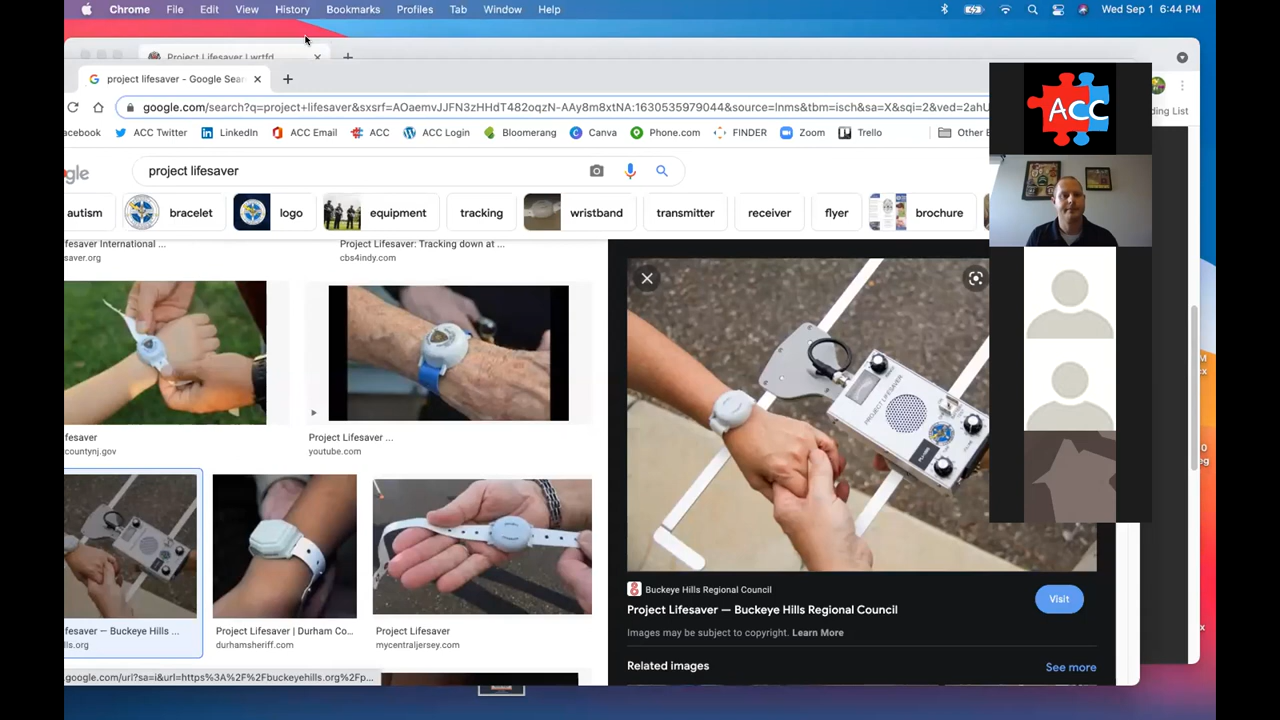 Chrome File Edit View History Bookmarks Profiles Tab Window Help Wed Sep 1 6:44 PM
Project Lifesaver | wrtfd
project lifesaver - Google Sear
google.com/search?q=project+lifesaver&sxsrf=AOaemvJJFN3zHHdT482oqzN-AAy8m8xtNA:1630535979044&source=lnms&tbm=isch&sa=X&sqi=2&ved=2ahU
ding List
acebook ACC Twitter LinkedIn ACC Email ACC ACC Login Bloomerang Canva Phone.com FINDER Zoom Trello Other B
ACC
gle project lifesaver
autism bracelet logo equipment tracking wristband transmitter receiver flyer brochure
fesaver International ... Project Lifesaver: Tracking down at ...
saver.org cbs4indy.com
PROJECT LIFESAVER
fesaver Project Lifesaver ...
countynj.gov youtube.com
Buckeye Hills Regional Council
Visit
Project Lifesaver — Buckeye Hills Regional Council
fesaver — Buckeye Hills ... Project Lifesaver | Durham Co... Project Lifesaver
lls.org durhamsheriff.com mycentraljersey.com
Images may be subject to copyright. Learn More
Related images See more
google.com/url?sa=i&url=https%3A%2F%2Fbuckeyehills.org%2Fp...